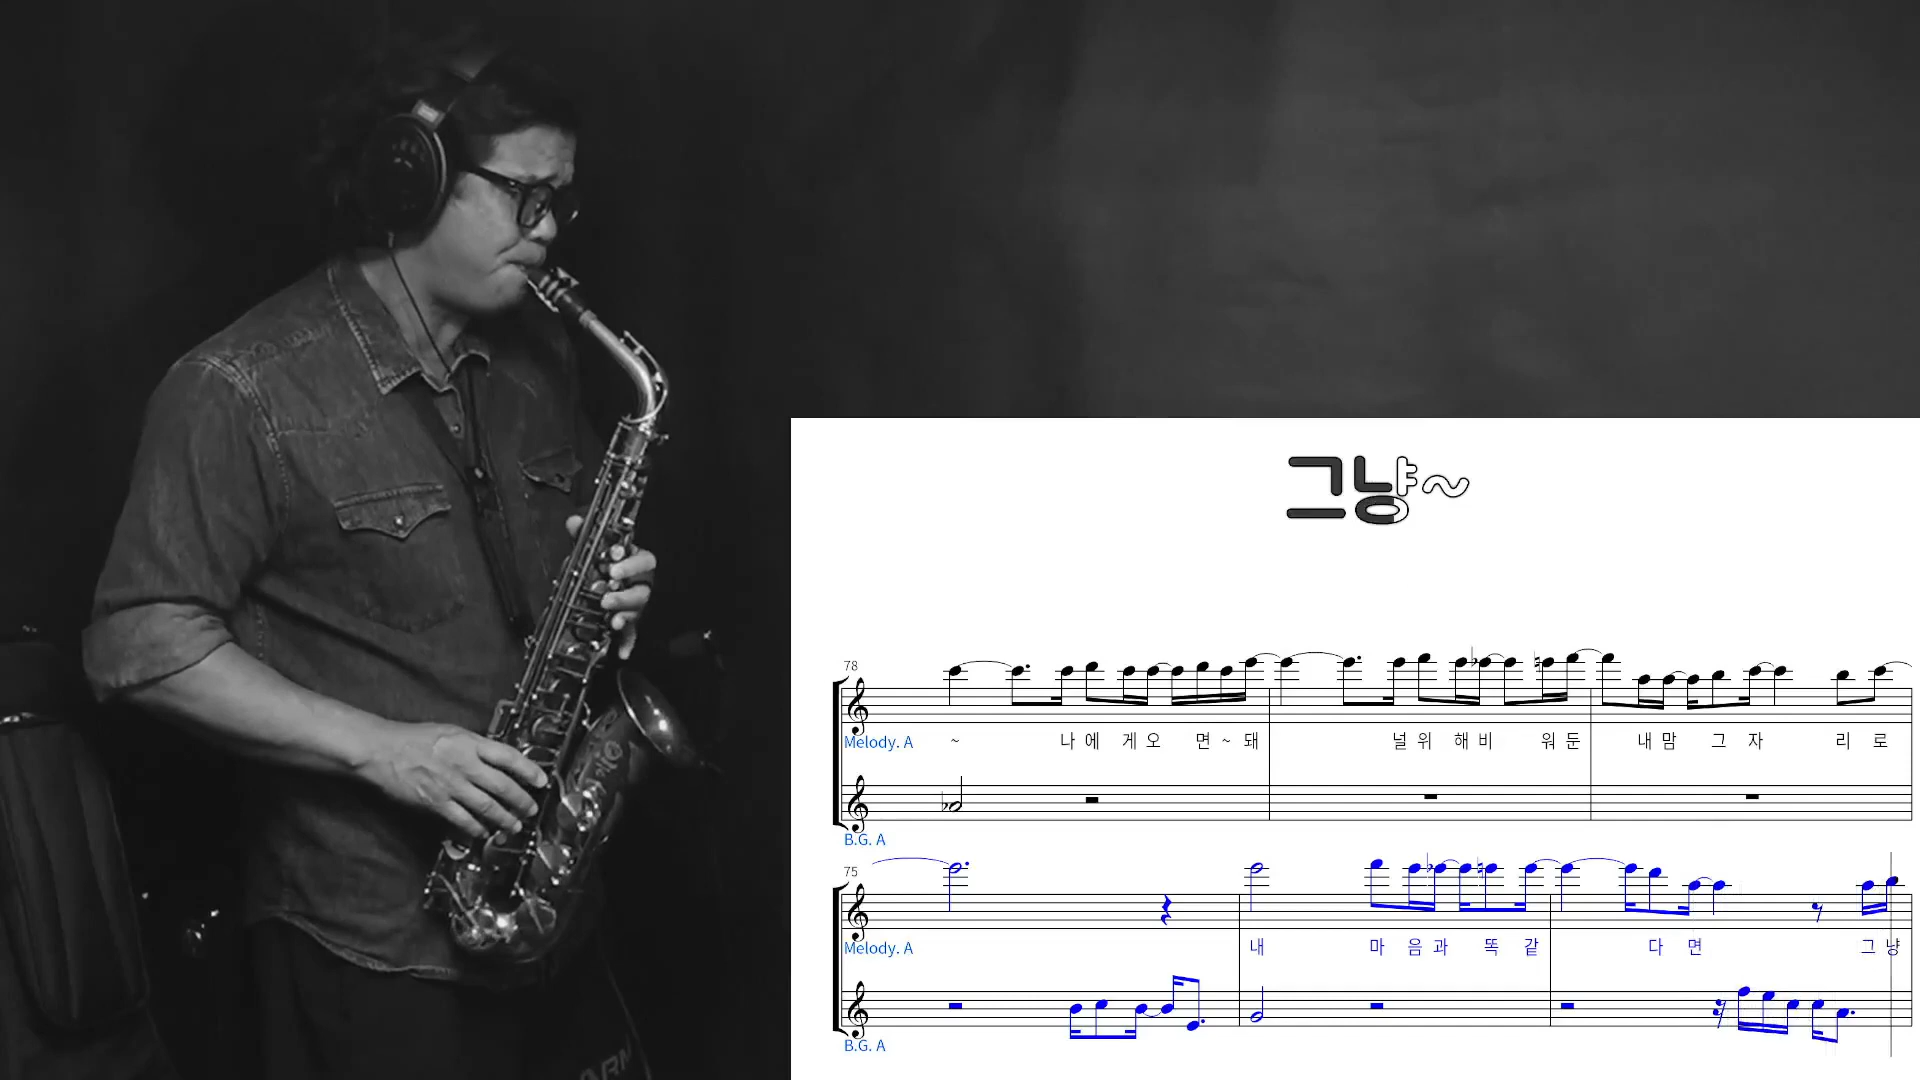 그냥~
78
Melody. A ~ 나 에 게 오 면 ~ 돼 널 위 해 비 워 둔 내 맘 그 자 리 로
B.G. A
75
Melody. A 내 마 음 과 똑 같 다 면 그 냥
B.G. A